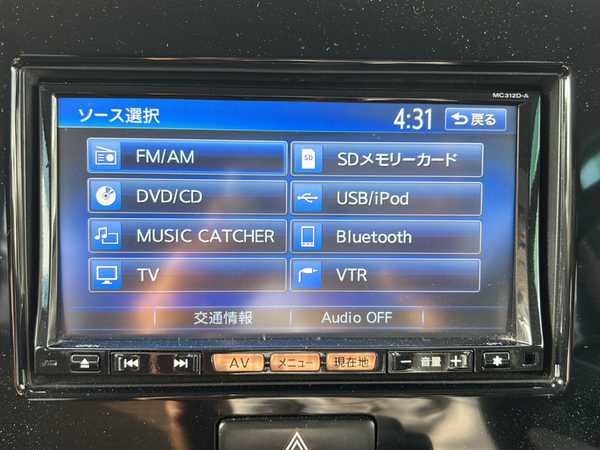 MC312D-A
ソース選択 4:31 戻る
FM/AM SDメモリーカード
DVD/CD USB/iPod
MUSIC CATCHER Bluetooth
TV VTR
交通情報 Audio OFF
AV メニュー 現在地 音量